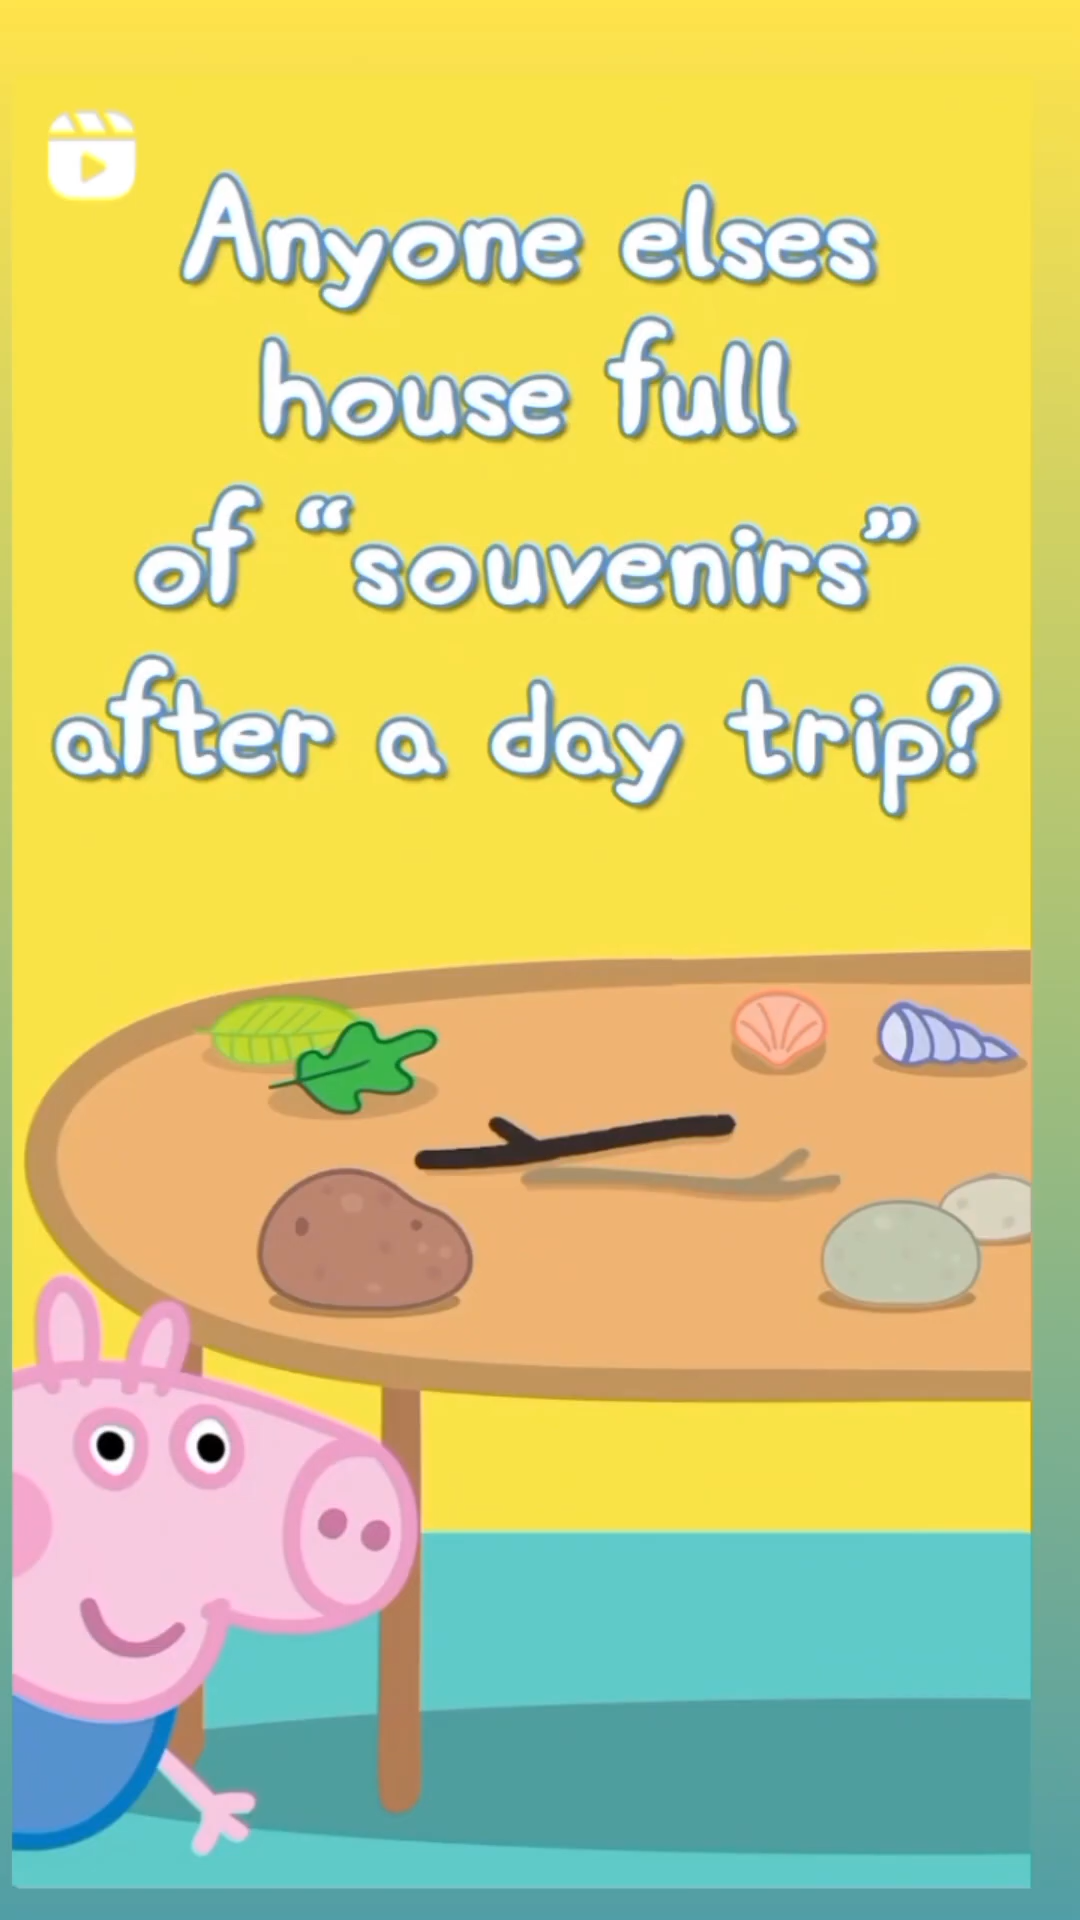 Anyone elses
house full
of “souvenirs”
after a day trip?